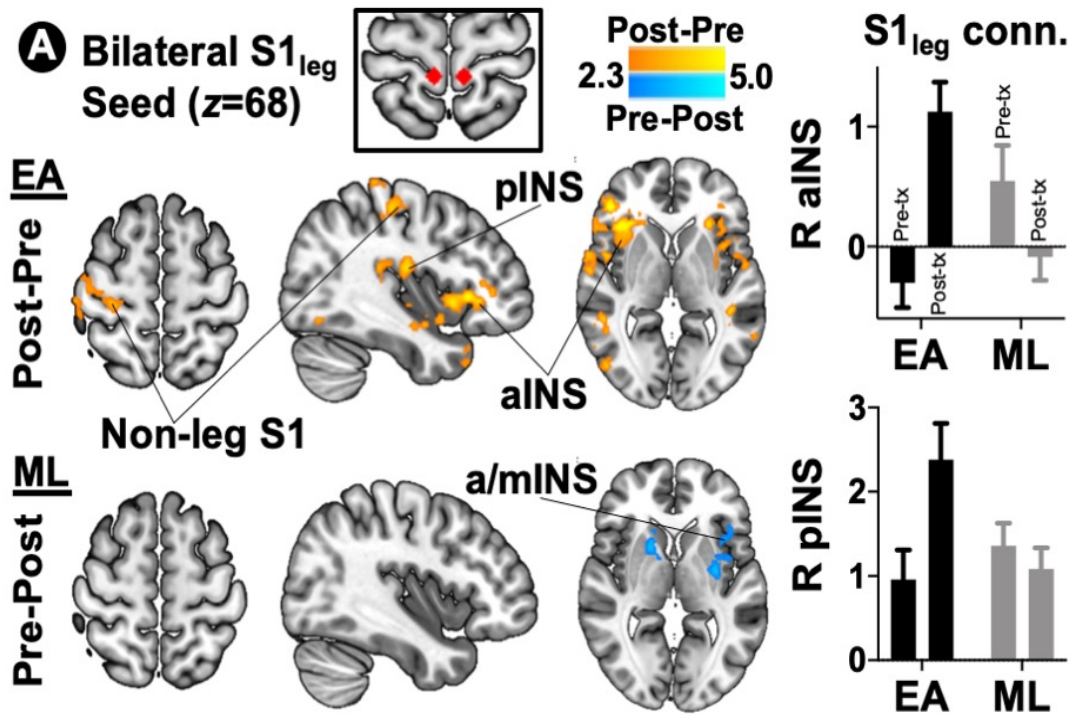 A Bilateral S1leg
Seed (z=68)
Post-Pre
2.3 5.0
Pre-Post
S1leg conn.
EA
Post-Pre
pINS
aINS
Non-leg S1
R aINS
1
0
Pre-tx
Post-tx
Pre-tx
Post-tx
EA ML
ML
Pre-Post
a/mINS
R pINS
3
2
1
0
EA ML